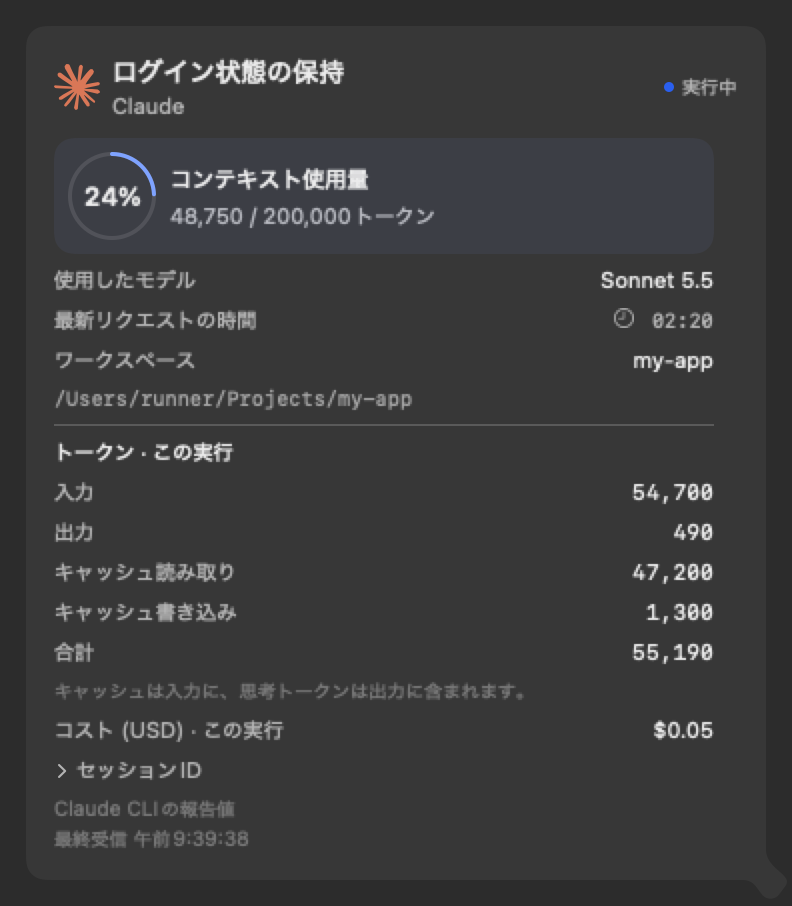 ログイン状態の保持
Claude
実行中
24%
コンテキスト使用量
48,750 / 200,000トークン
使用したモデル Sonnet 5.5
最新リクエストの時間 02:20
ワークスペース my-app
/Users/runner/Projects/my-app
トークン · この実行
入力 54,700
出力 490
キャッシュ読み取り 47,200
キャッシュ書き込み 1,300
合計 55,190
キャッシュは入力に、思考トークンは出力に含まれます。
コスト (USD) · この実行 $0.05
セッションID
Claude CLIの報告値
最終受信 午前9:39:38